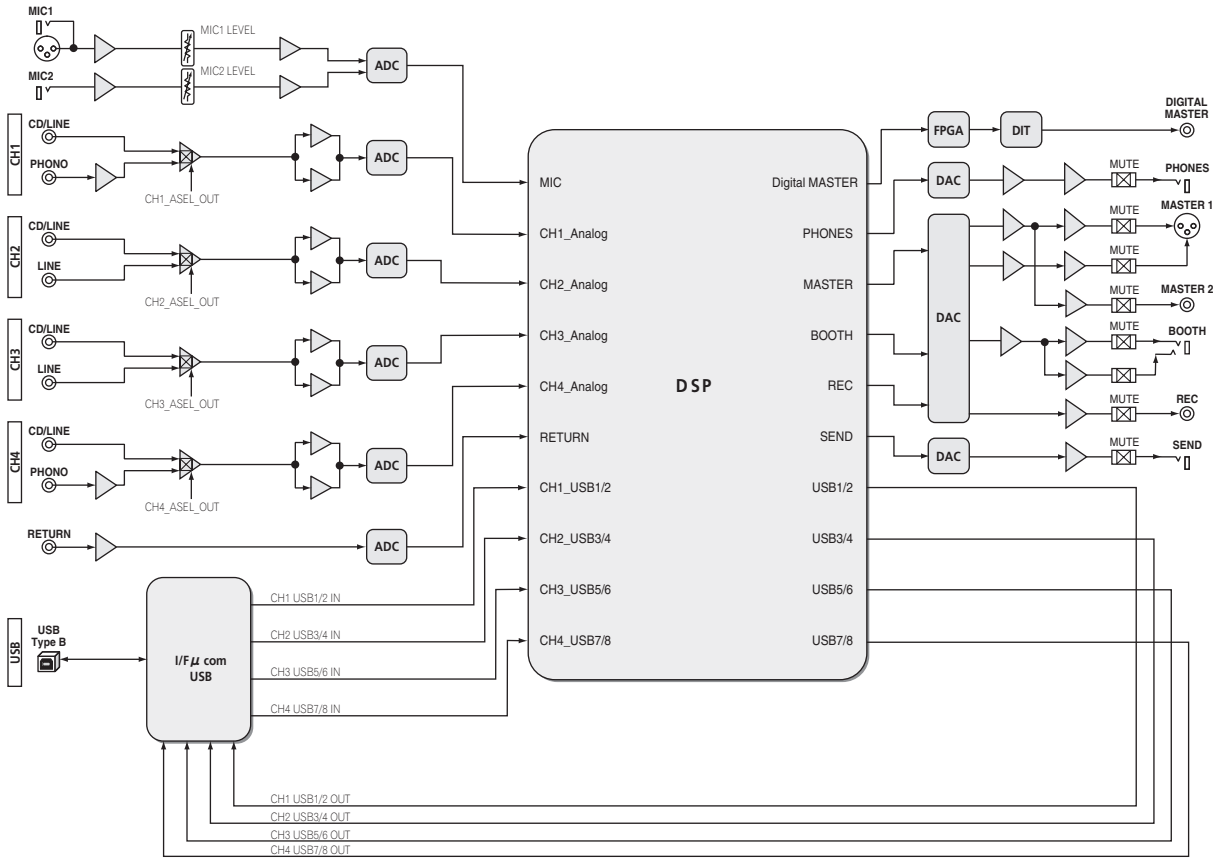 MIC1
MIC1 LEVEL
MIC2
MIC2 LEVEL
ADC
CH1
CD/LINE
PHONO
CH1_ASEL_OUT
ADC
CH2
CD/LINE
LINE
CH2_ASEL_OUT
ADC
CH3
CD/LINE
LINE
CH3_ASEL_OUT
ADC
CH4
CD/LINE
PHONO
CH4_ASEL_OUT
ADC
RETURN
ADC
USB
USB
Type B
I/F μ com
USB
CH1 USB1/2 IN
CH2 USB3/4 IN
CH3 USB5/6 IN
CH4 USB7/8 IN
CH1 USB1/2 OUT
CH2 USB3/4 OUT
CH3 USB5/6 OUT
CH4 USB7/8 OUT
DSP
MIC
CH1_Analog
CH2_Analog
CH3_Analog
CH4_Analog
RETURN
CH1_USB1/2
CH2_USB3/4
CH3_USB5/6
CH4_USB7/8
Digital MASTER
PHONES
MASTER
BOOTH
REC
SEND
USB1/2
USB3/4
USB5/6
USB7/8
FPGA
DIT
DIGITAL
MASTER
DAC
MUTE
PHONES
DAC
MUTE
MASTER 1
MUTE
MUTE
MASTER 2
MUTE
BOOTH
MUTE
REC
DAC
MUTE
SEND